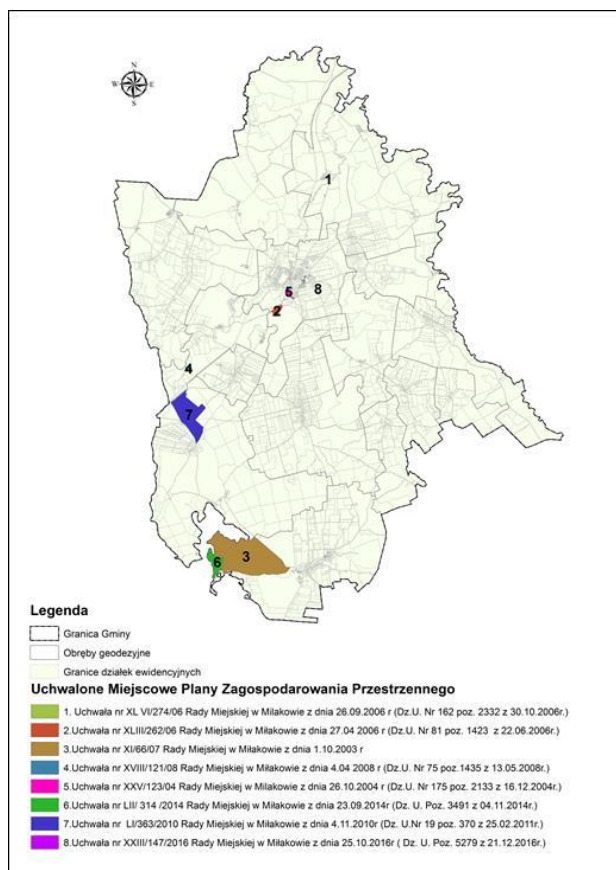 N
W E
S
1
5
8
2
4
7
3
6
Legenda
Granica Gminy
Obręby geodezyjne
Granice działek ewidencyjnych
Uchwalone Miejscowe Plany Zagospodarowania Przestrzennego
1. Uchwała nr XL VI/274/06 Rady Miejskiej w Miłakowie z dnia 26.09.2006 r (Dz.U. Nr 162 poz. 2332 z 30.10.2006r.)
2.Uchwała nr XLIII/262/06 Rady Miejskiej w Miłakowie z dnia 27.04 2006 r (Dz.U. Nr 81 poz. 1423 z 22.06.2006r.)
3.Uchwała nr XI/66/07 Rady Miejskiej w Miłakowie z dnia 1.10.2003 r
4.Uchwała nr XVIII/121/08 Rady Miejskiej w Miłakowie z dnia 4.04 2008 r (Dz.U. Nr 75 poz.1435 z 13.05.2008r.)
5.Uchwała nr XXV/123/04 Rady Miejskiej w Miłakowie z dnia 26.10.2004 r (Dz.U. Nr 175 poz. 2133 z 16.12.2004r.)
6.Uchwała nr LII/ 314 /2014 Rady Miejskiej w Miłakowie z dnia 23.09.2014r (Dz. U. Poz. 3491 z 04.11.2014r.)
7.Uchwała nr LI/363/2010 Rady Miejskiej w Miłakowie z dnia 4.11.2010r (Dz. U.Nr 19 poz. 370 z 25.02.2011r.)
8.Uchwała nr XXIII/147/2016 Rady Miejskiej w Miłakowie z dnia 25.10.2016r ( Dz. U. Poz. 5279 z 21.12.2016r.)